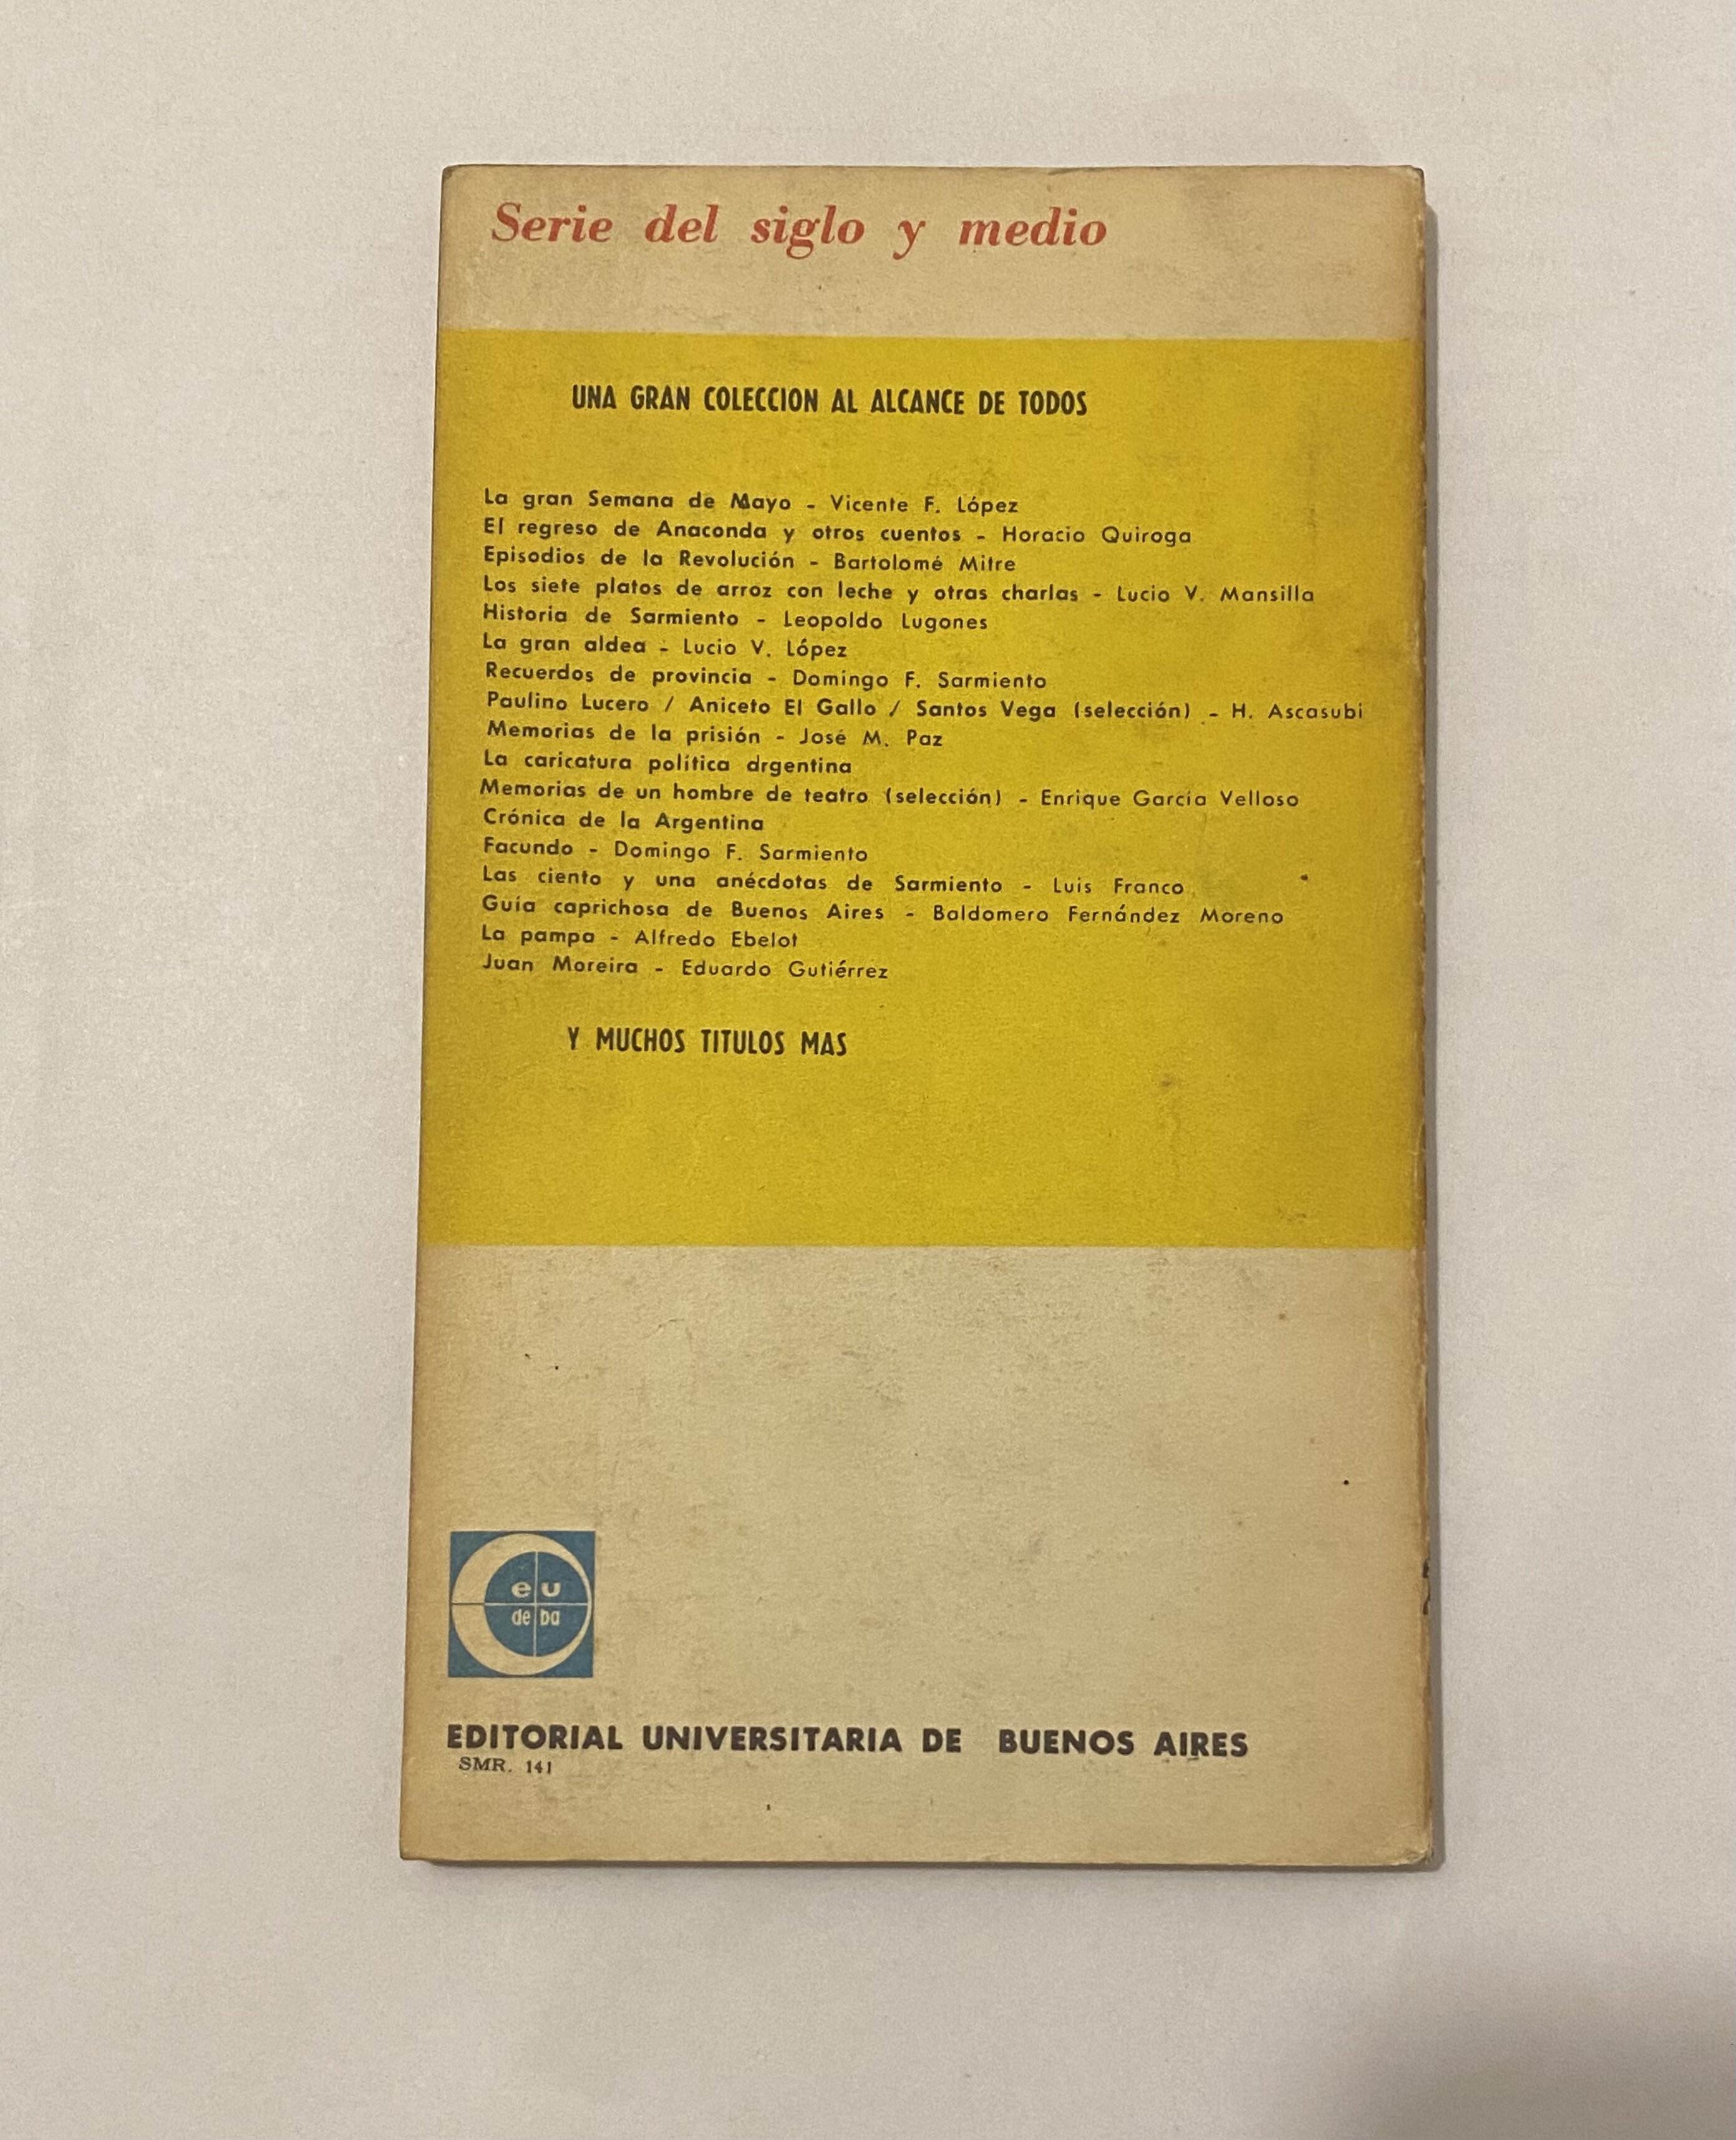 Serie del siglo y medio
UNA GRAN COLECCION AL ALCANCE DE TODOS
La gran Semana de Mayo - Vicente F. López
El regreso de Anaconda y otros cuentos - Horacio Quiroga
Episodios de la Revolución - Bartolomé Mitre
Los siete platos de arroz con leche y otras charlas - Lucio V. Mansilla
Historia de Sarmiento - Leopoldo Lugones
La gran aldea - Lucio V. López
Recuerdos de provincia - Domingo F. Sarmiento
Paulino Lucero / Aniceto El Gallo / Santos Vega (selección) - H. Ascasubi
Memorias de la prisión - José M. Paz
La caricatura política drgentina
Memorias de un hombre de teatro (selección) - Enrique García Velloso
Crónica de la Argentina
Facundo - Domingo F. Sarmiento
Las ciento y una anécdotas de Sarmiento - Luis Franco
Guía caprichosa de Buenos Aires - Baldomero Fernández Moreno
La pampa - Alfredo Ebelot
Juan Moreira - Eduardo Gutiérrez
Y MUCHOS TITULOS MAS
eu
de ba
EDITORIAL UNIVERSITARIA DE BUENOS AIRES
SMR. 141